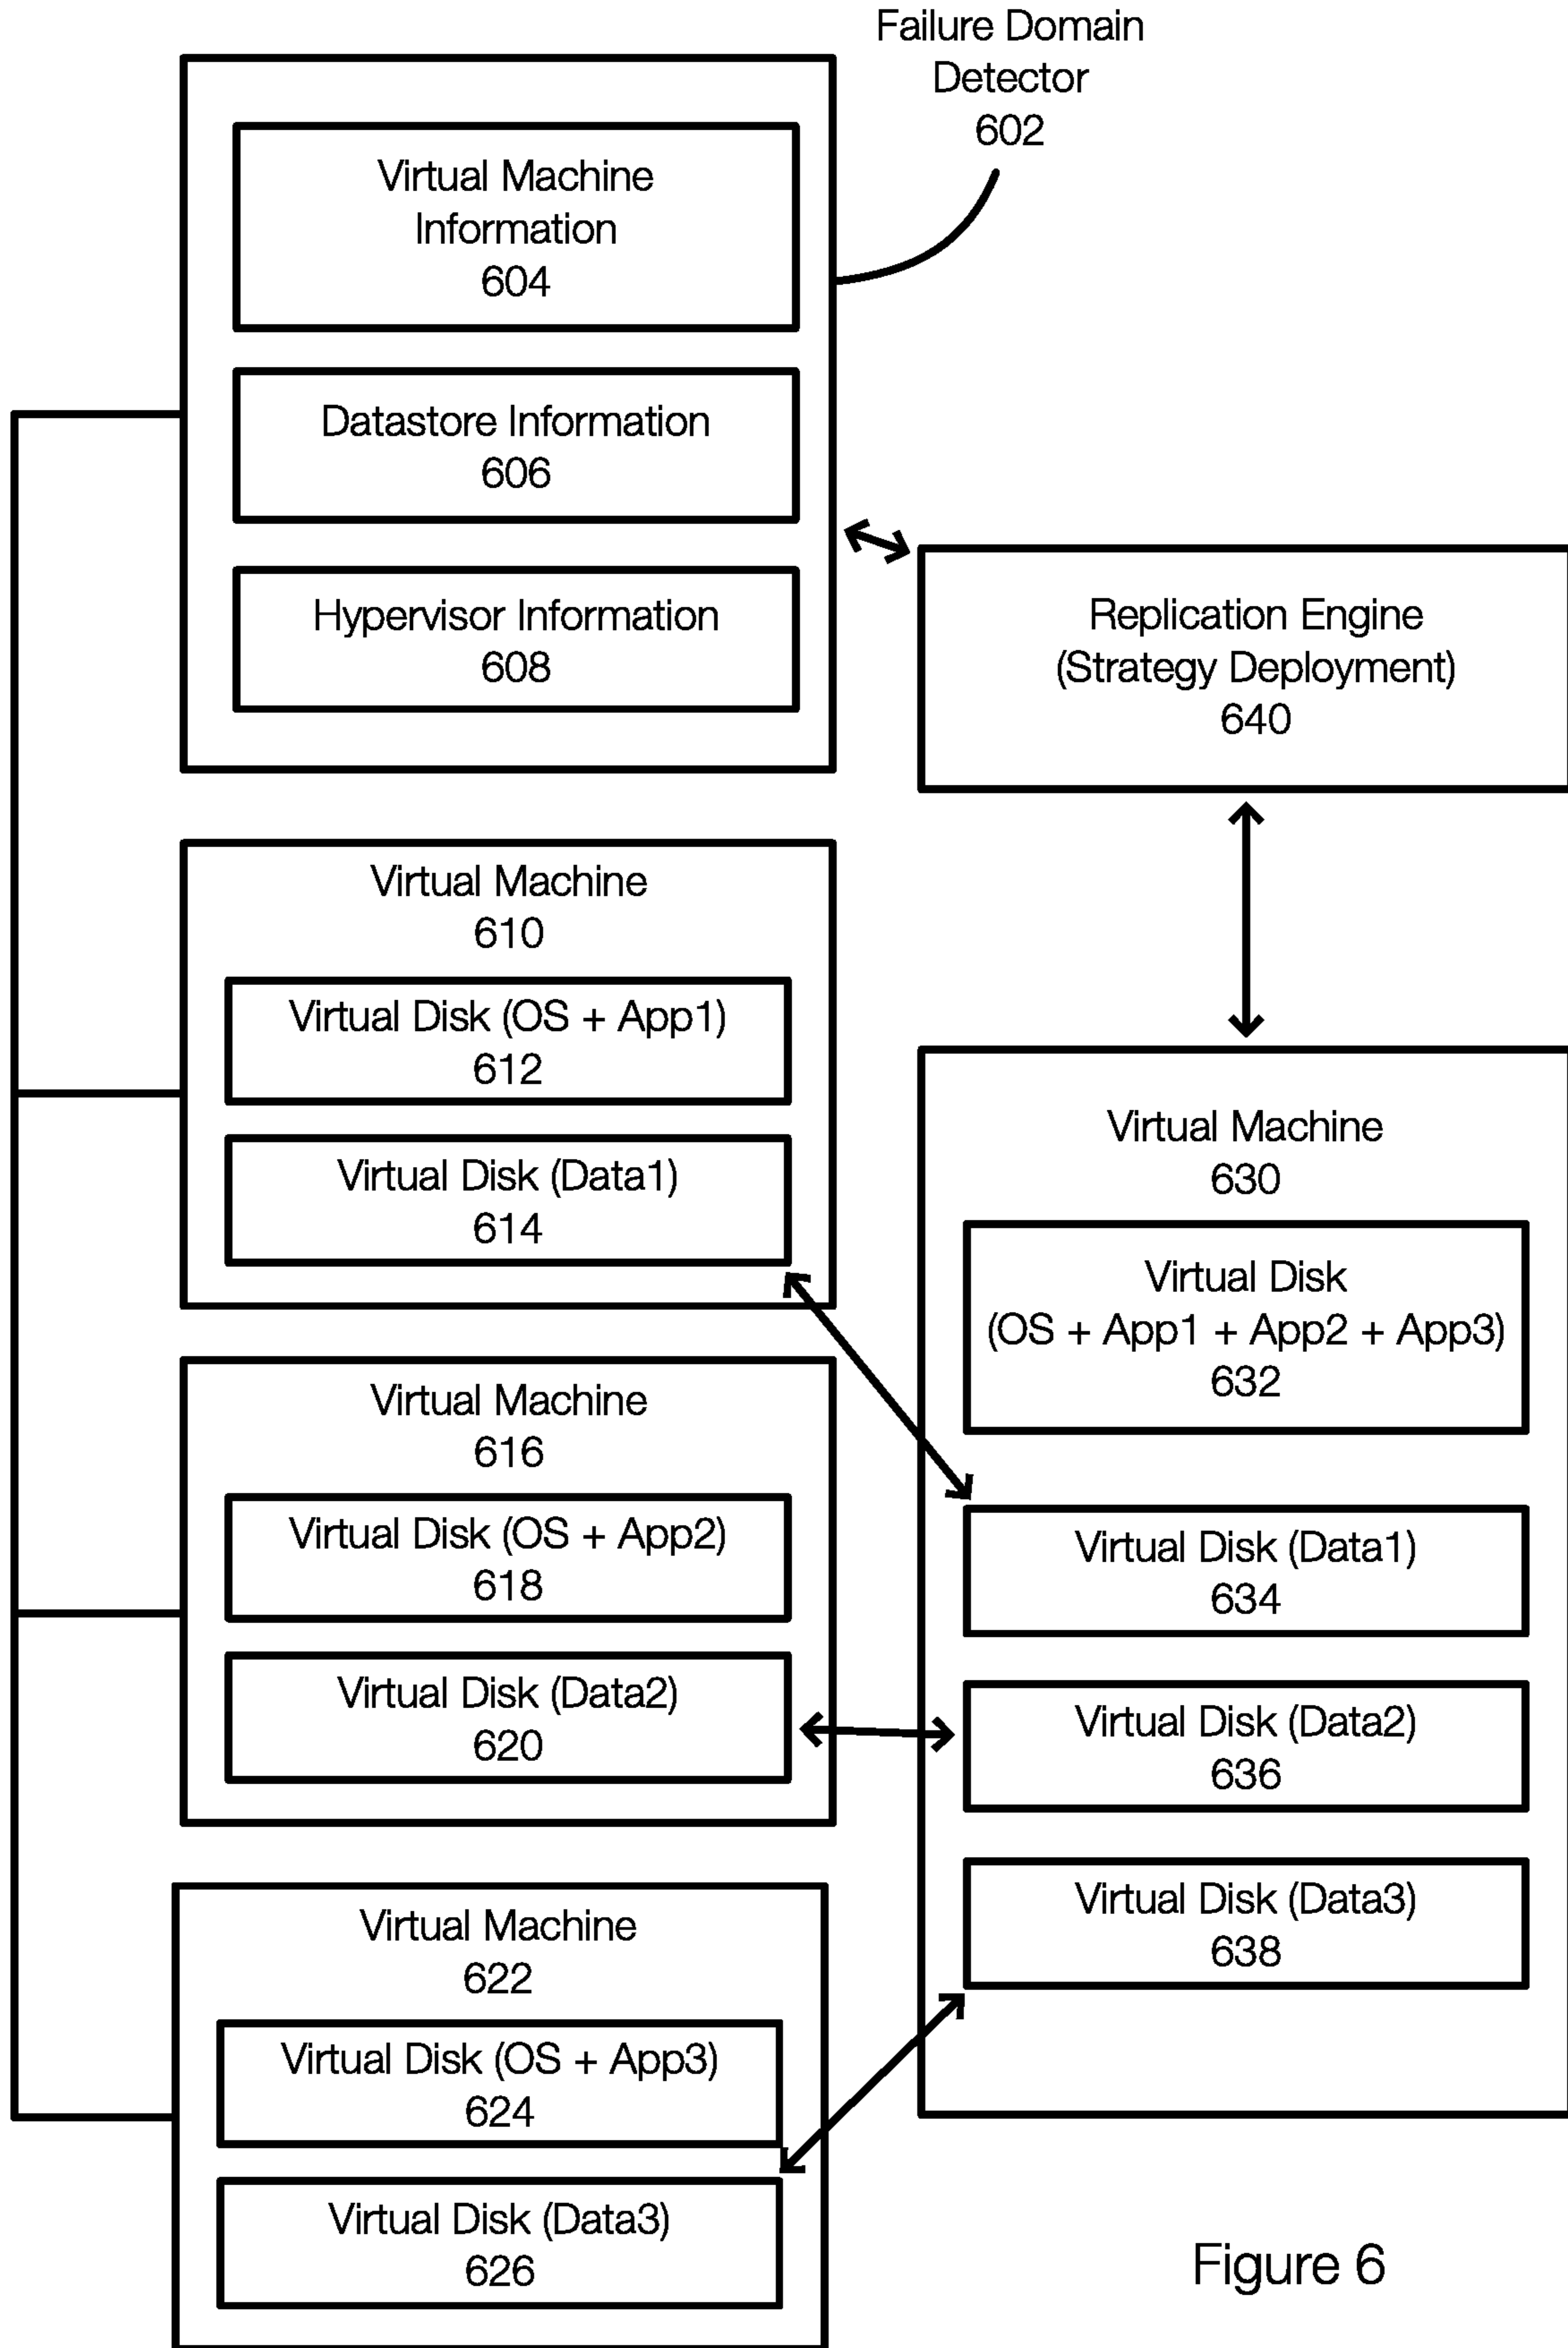 Failure Domain
Detector
602
Virtual Machine
Information
604
Datastore Information
606
Hypervisor Information
608
Replication Engine
(Strategy Deployment)
640
Virtual Machine
610
Virtual Disk (OS + App1)
612
Virtual Disk (Data1)
614
Virtual Machine
616
Virtual Disk (OS + App2)
618
Virtual Disk (Data2)
620
Virtual Machine
622
Virtual Disk (OS + App3)
624
Virtual Disk (Data3)
626
Virtual Machine
630
Virtual Disk
(OS + App1 + App2 + App3)
632
Virtual Disk (Data1)
634
Virtual Disk (Data2)
636
Virtual Disk (Data3)
638
Figure 6